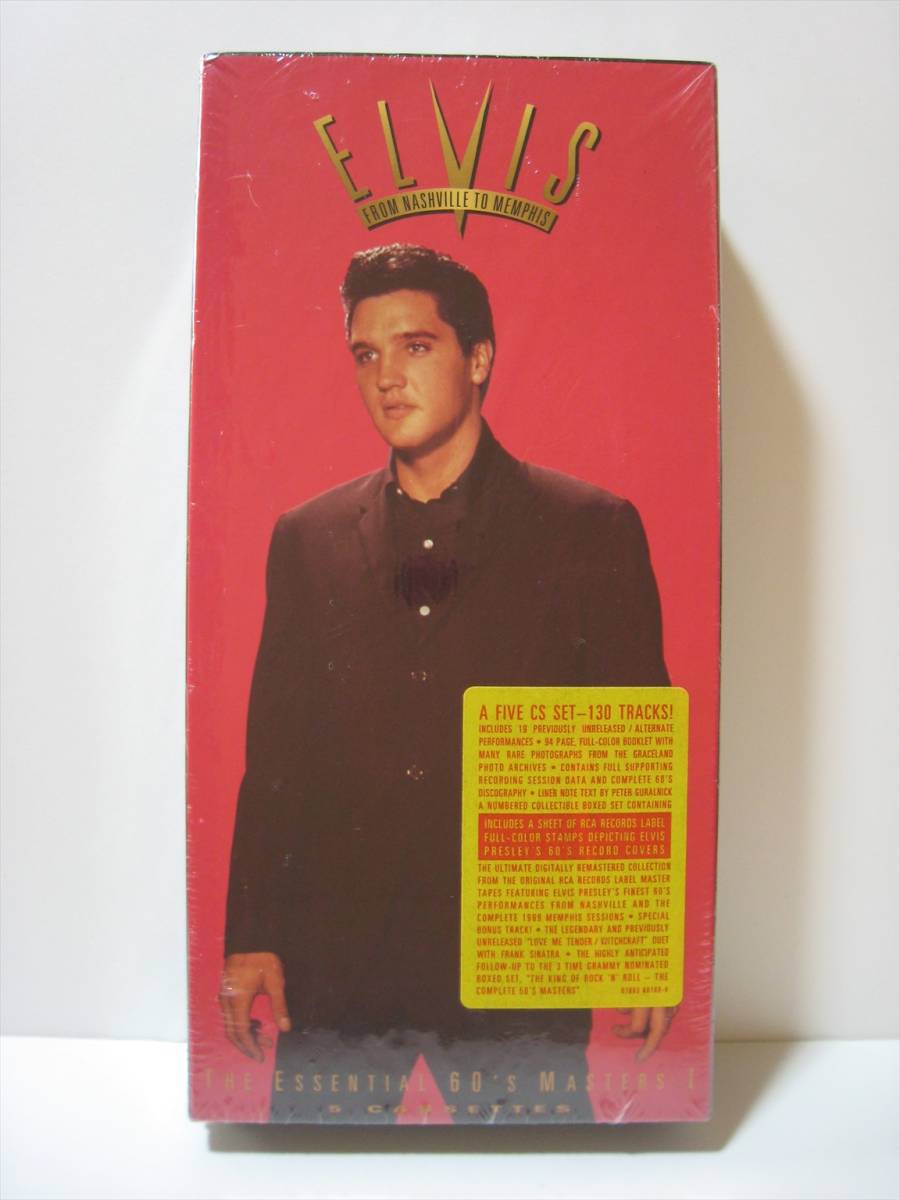 ELVIS
FROM NASHVILLE TO MEMPHIS
A FIVE CS SET–130 TRACKS!
INCLUDES 19 PREVIOUSLY UNRELEASED / ALTERNATE
PERFORMANCES • 94 PAGE, FULL-COLOR BOOKLET WITH
MANY RARE PHOTOGRAPHS FROM THE GRACELAND
PHOTO ARCHIVES • CONTAINS FULL SUPPORTING
RECORDING SESSION DATA AND COMPLETE 60'S
DISCOGRAPHY • LINER NOTE TEXT BY PETER GURALNICK
A NUMBERED COLLECTIBLE BOXED SET CONTAINING
INCLUDES A SHEET OF RCA RECORDS LABEL
FULL-COLOR STAMPS DEPICTING ELVIS
PRESLEY'S 60'S RECORD COVERS
THE ULTIMATE DIGITALLY REMASTERED COLLECTION
FROM THE ORIGINAL RCA RECORDS LABEL MASTER
TAPES FEATURING ELVIS PRESLEY'S FINEST 60'S
PERFORMANCES FROM NASHVILLE AND THE
COMPLETE 1969 MEMPHIS SESSIONS • SPECIAL
BONUS TRACK! • THE LEGENDARY AND PREVIOUSLY
UNRELEASED "LOVE ME TENDER / WITCHCRAFT" DUET
WITH FRANK SINATRA • THE HIGHLY ANTICIPATED
FOLLOW-UP TO THE 3 TIME GRAMMY NOMINATED
BOXED SET, "THE KING OF ROCK 'N' ROLL – THE
COMPLETE 50'S MASTERS"
THE ESSENTIAL 60'S MASTERS I
5 CASSETTES